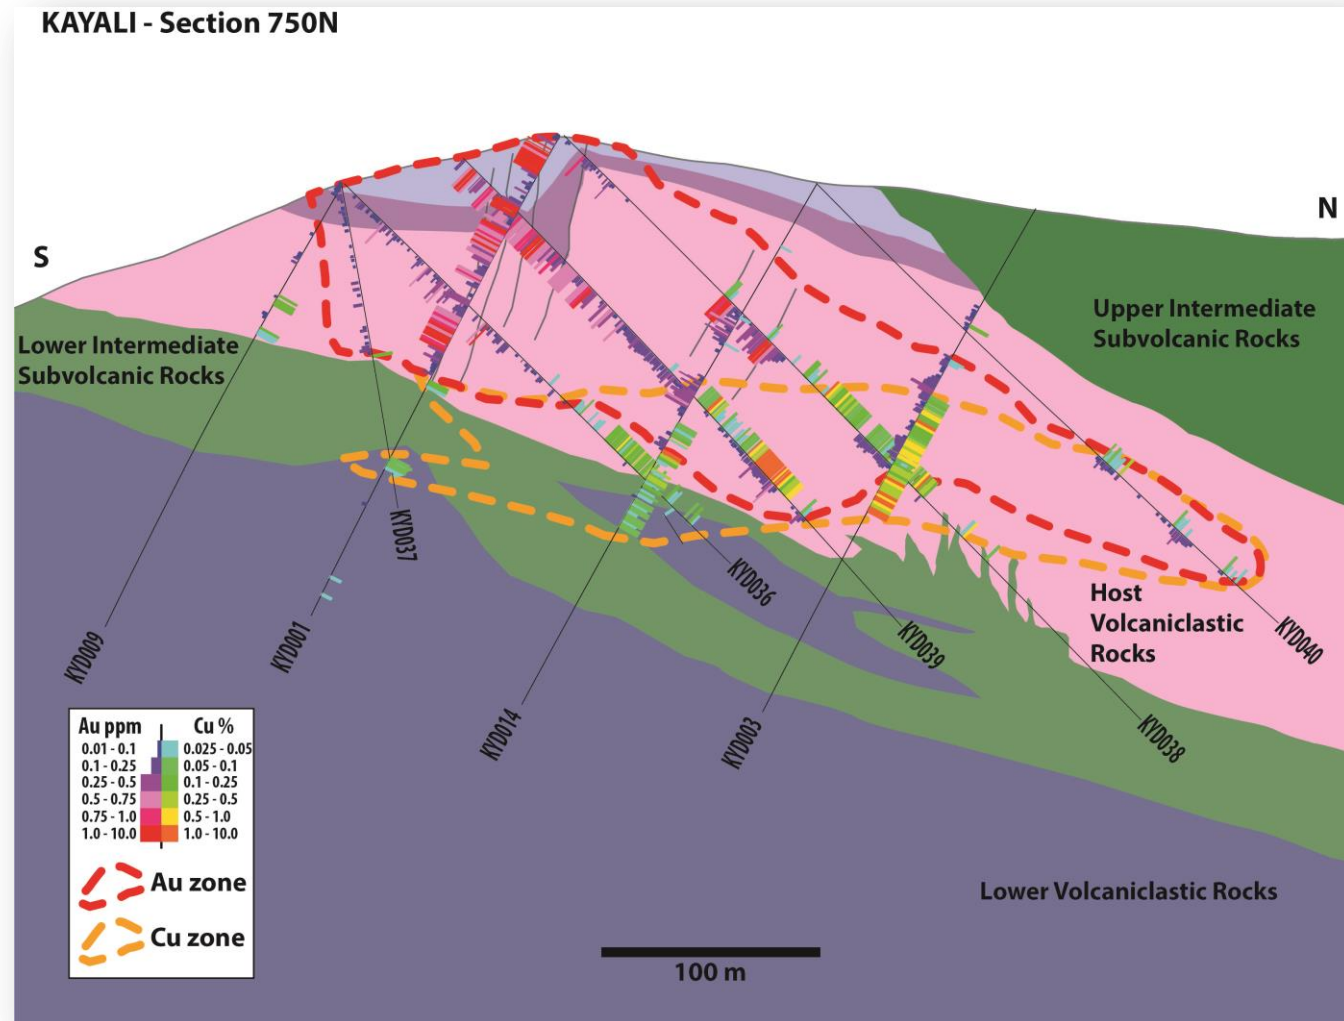 KAYALI - Section 750N
N
S
Upper Intermediate
Subvolcanic Rocks
Lower Intermediate
Subvolcanic Rocks
KYD037
KYD036
Host
Volcaniclastic
Rocks
KYD009
KYD001
KYD039
KYD040
KYD014
KYD003
KYD038
Au ppm Cu %
0.01 - 0.1 0.025 - 0.05
0.1 - 0.25 0.05 - 0.1
0.25 - 0.5 0.1 - 0.25
0.5 - 0.75 0.25 - 0.5
0.75 - 1.0 0.5 - 1.0
1.0 - 10.0 1.0 - 10.0
Au zone
Cu zone
Lower Volcaniclastic Rocks
100 m